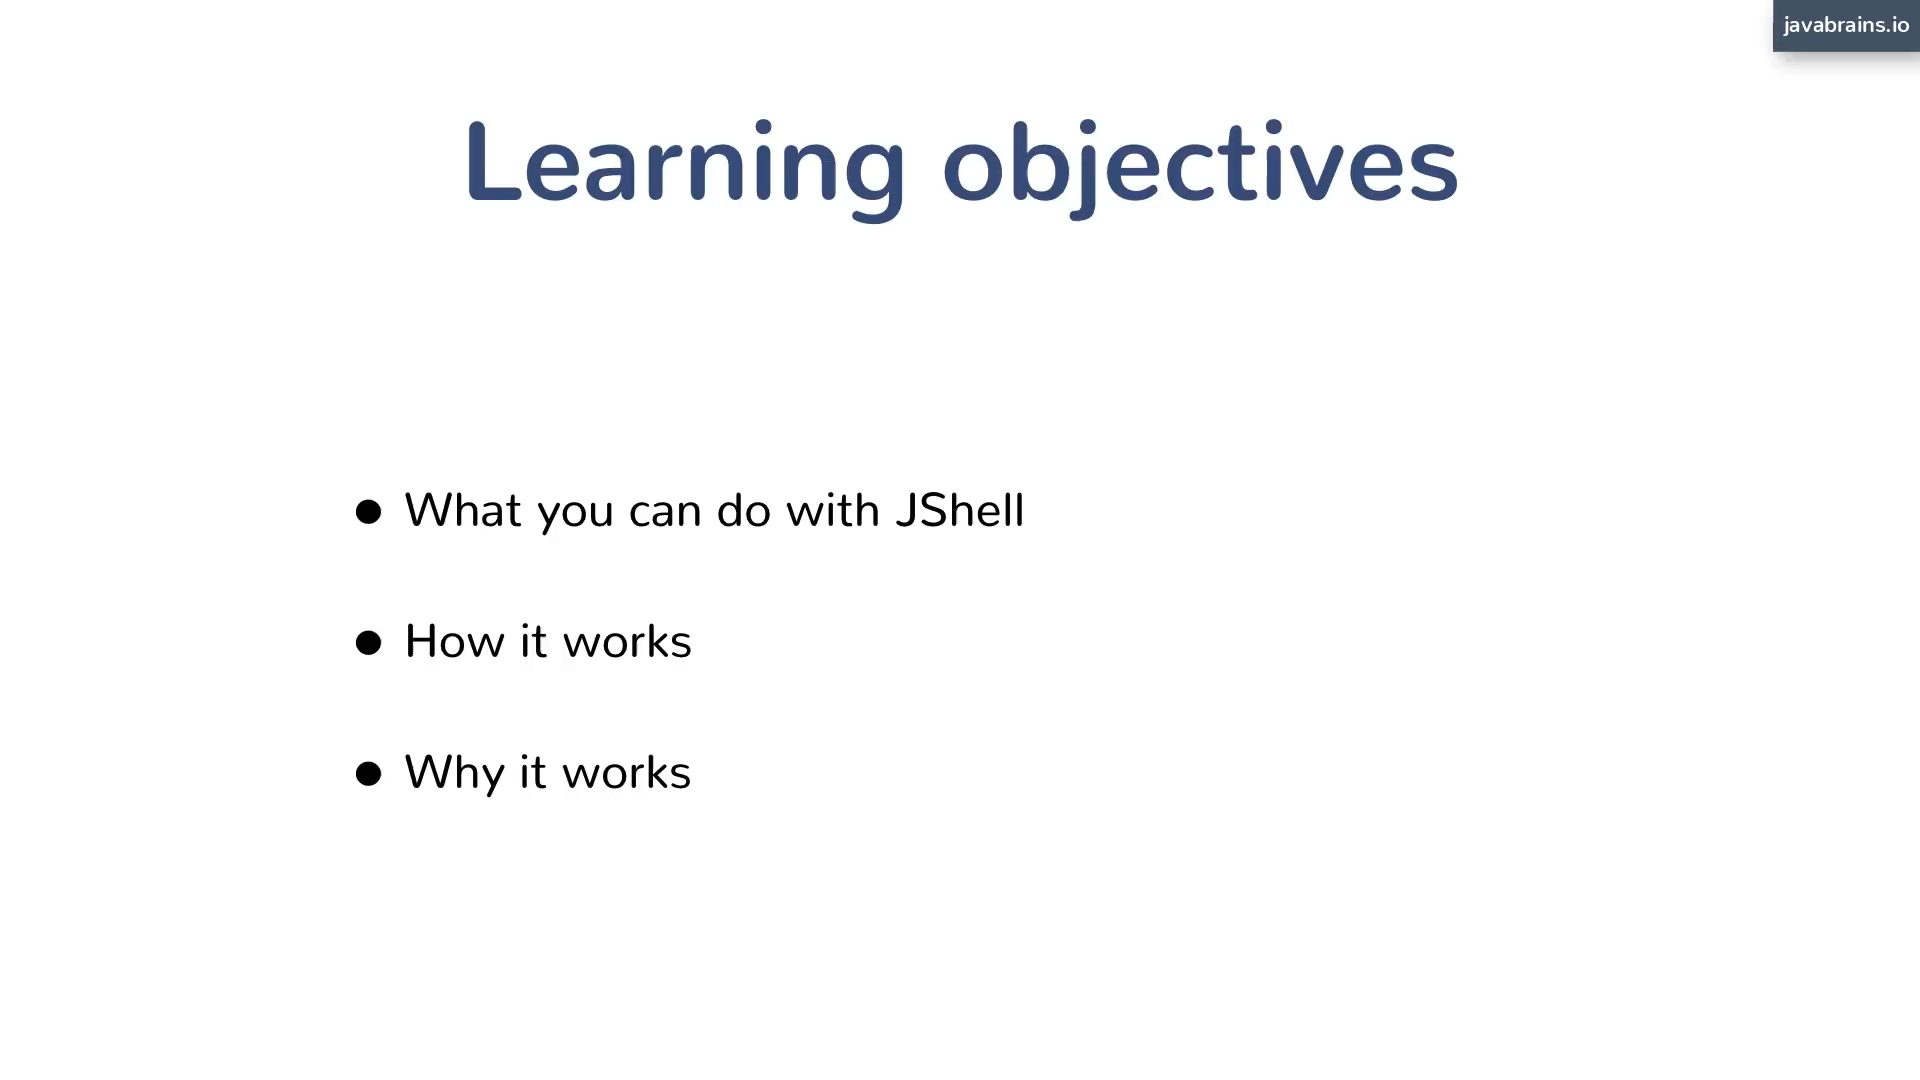 javabrains.io
Learning objectives
● What you can do with JShell
● How it works
● Why it works